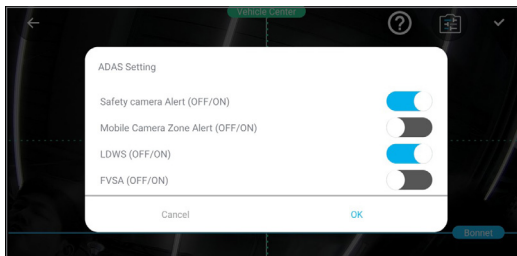 Vehicle Center
ADAS Setting
Safety camera Alert (OFF/ON)
Mobile Camera Zone Alert (OFF/ON)
LDWS (OFF/ON)
FVSA (OFF/ON)
Cancel OK
Bonnet